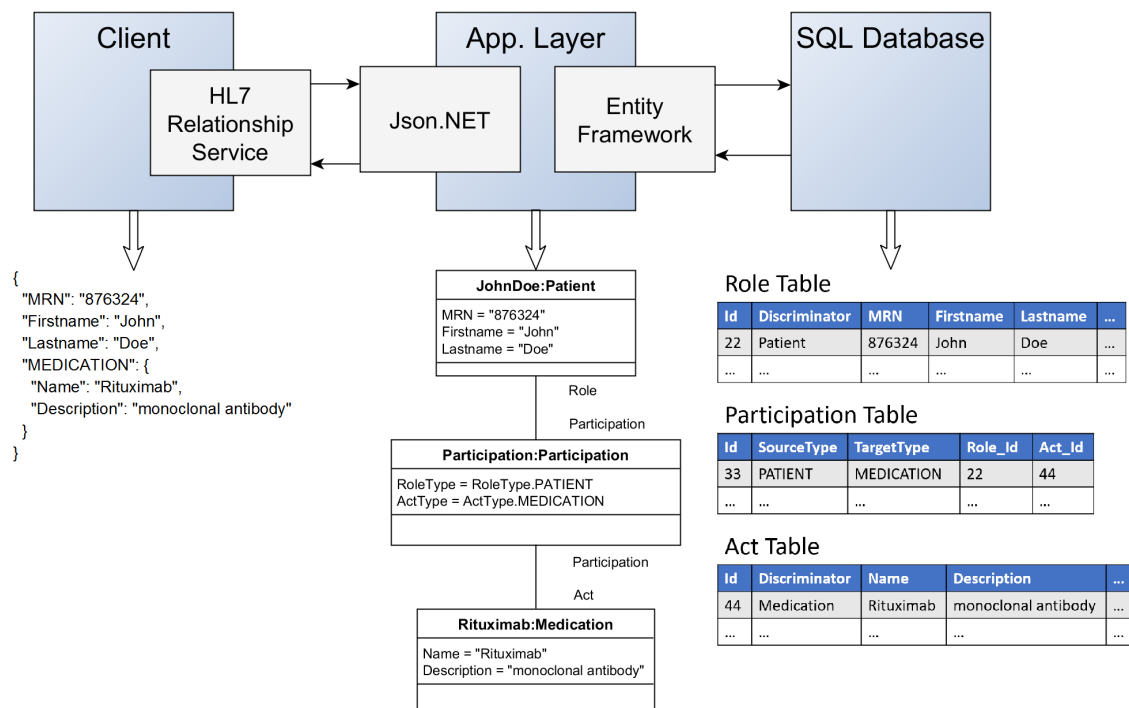 Client
App. Layer
SQL Database
HL7
Relationship
Service
Json.NET
Entity
Framework
{
"MRN": "876324",
"Firstname": "John",
"Lastname": "Doe",
"MEDICATION": {
"Name": "Rituximab",
"Description": "monoclonal antibody"
}
}
JohnDoe:Patient
MRN = "876324"
Firstname = "John"
Lastname = "Doe"
Role
Participation
Participation:Participation
RoleType = RoleType.PATIENT
ActType = ActType.MEDICATION
Participation
Act
Rituximab:Medication
Name = "Rituximab"
Description = "monoclonal antibody"
Role Table
Id Discriminator MRN Firstname Lastname ...
22 Patient 876324 John Doe ...
... ... ... ... ... ...
Participation Table
Id SourceType TargetType Role_Id Act_Id
33 PATIENT MEDICATION 22 44
... ... ... ... ...
Act Table
Id Discriminator Name Description ...
44 Medication Rituximab monoclonal antibody ...
... ... ... ... ...